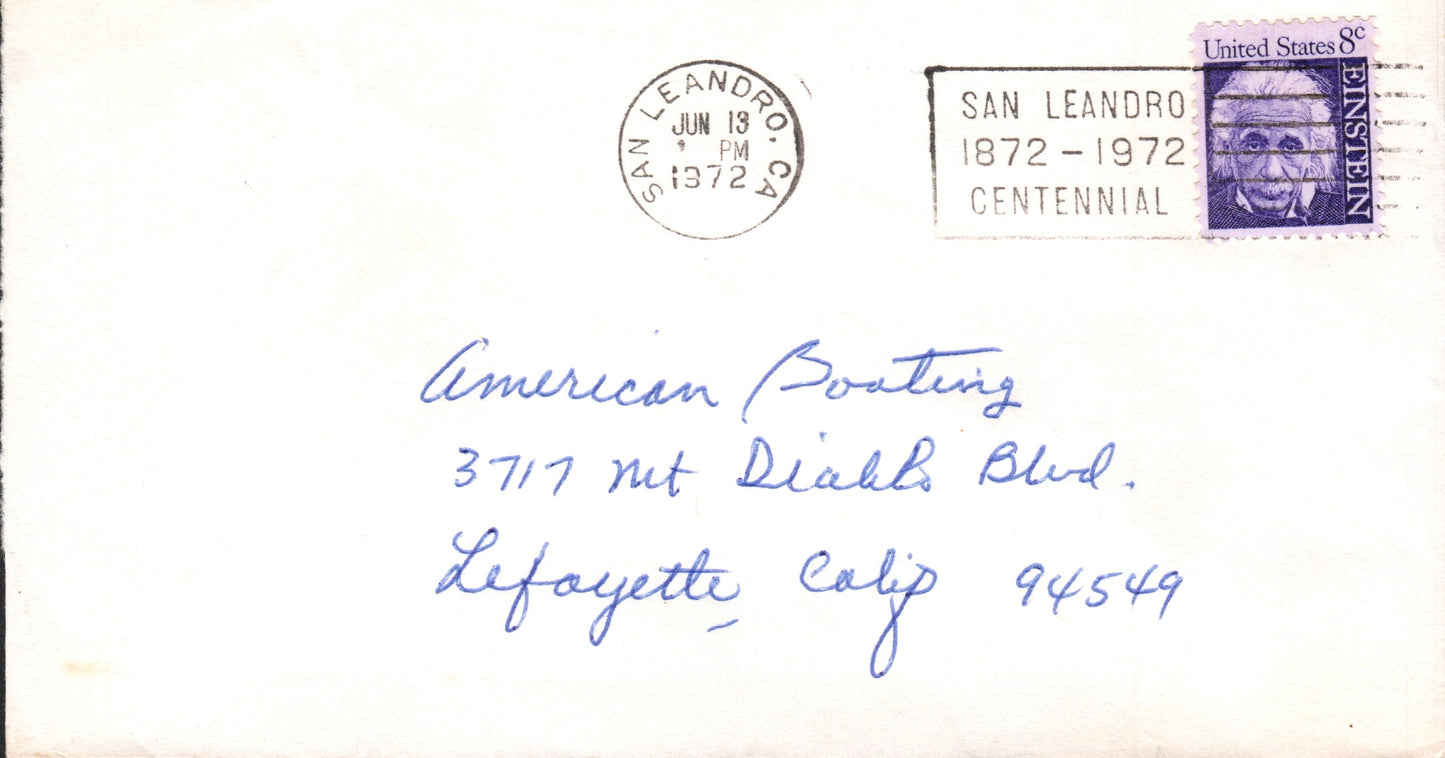 SAN LEANDRO, CA
JUN 13
PM
1972
SAN LEANDRO
1872 - 1972
CENTENNIAL
United States 8c
EINSTEIN
American Boating
3717 Mt Diablo Blvd.
Lafayette, Calif 94549